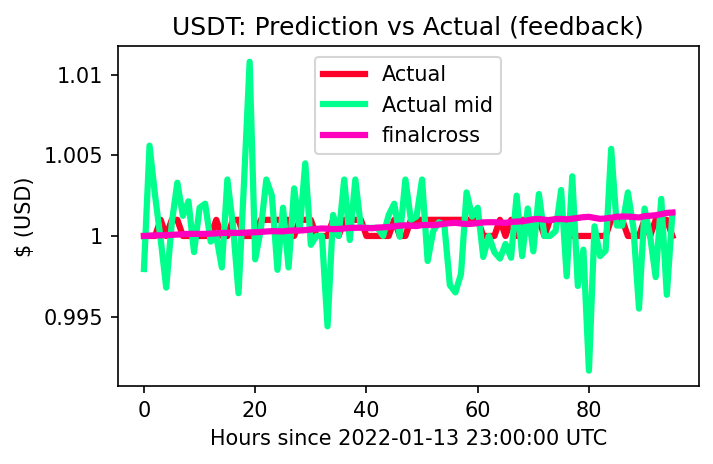 USDT: Prediction vs Actual (feedback)
1.01
1.005
1
0.995
$ (USD)
Actual
Actual mid
finalcross
0 20 40 60 80
Hours since 2022-01-13 23:00:00 UTC